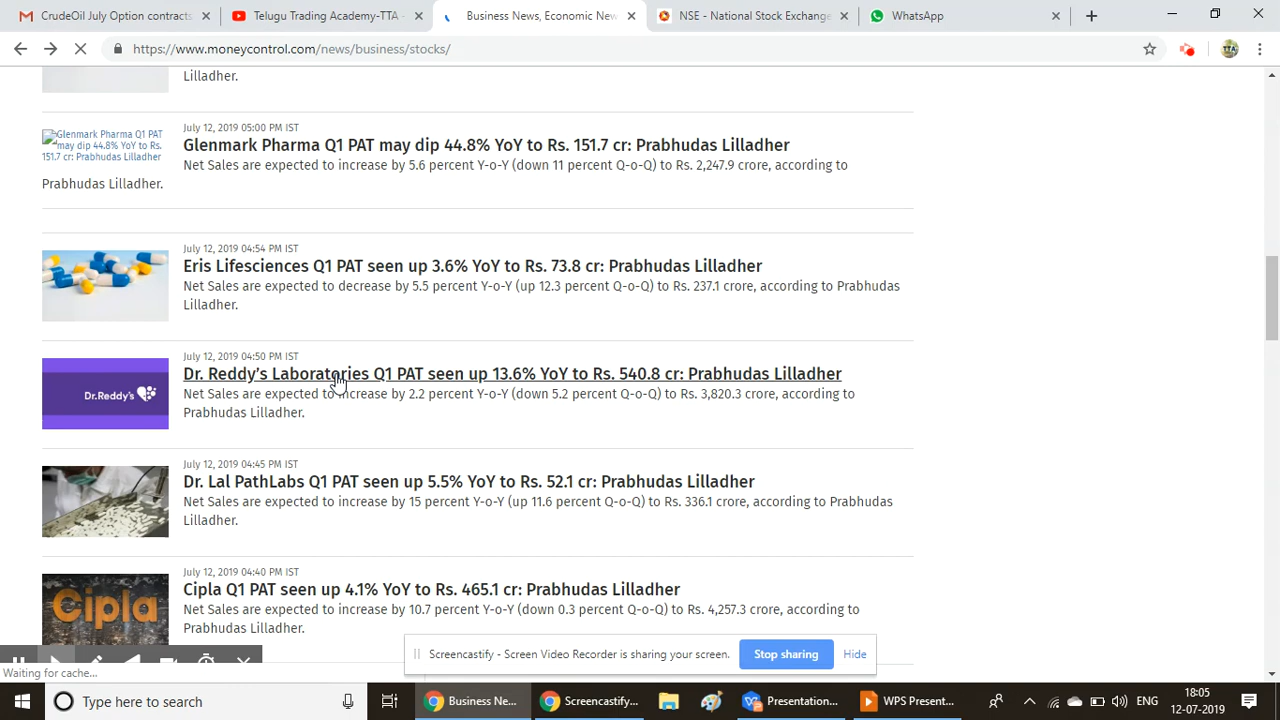 CrudeOil July Option contracts
Telugu Trading Academy-TTA -
Business News, Economic New
NSE - National Stock Exchange
WhatsApp
https://www.moneycontrol.com/news/business/stocks/
Lilladher.
July 12, 2019 05:00 PM IST
Glenmark Pharma Q1 PAT may dip 44.8% YoY to Rs. 151.7 cr: Prabhudas Lilladher
Glenmark Pharma Q1 PAT
may dip 44.8% YoY to Rs.
151.7 cr: Prabhudas Lilladher
Net Sales are expected to increase by 5.6 percent Y-o-Y (down 11 percent Q-o-Q) to Rs. 2,247.9 crore, according to
Prabhudas Lilladher.
July 12, 2019 04:54 PM IST
Eris Lifesciences Q1 PAT seen up 3.6% YoY to Rs. 73.8 cr: Prabhudas Lilladher
Net Sales are expected to decrease by 5.5 percent Y-o-Y (up 12.3 percent Q-o-Q) to Rs. 237.1 crore, according to Prabhudas
Lilladher.
July 12, 2019 04:50 PM IST
Dr. Reddy's Laboratories Q1 PAT seen up 13.6% YoY to Rs. 540.8 cr: Prabhudas Lilladher
Dr.Reddy's
Net Sales are expected to increase by 2.2 percent Y-o-Y (down 5.2 percent Q-o-Q) to Rs. 3,820.3 crore, according to
Prabhudas Lilladher.
July 12, 2019 04:45 PM IST
Dr. Lal PathLabs Q1 PAT seen up 5.5% YoY to Rs. 52.1 cr: Prabhudas Lilladher
Net Sales are expected to increase by 15 percent Y-o-Y (up 11.6 percent Q-o-Q) to Rs. 336.1 crore, according to Prabhudas
Lilladher.
July 12, 2019 04:40 PM IST
Cipla Q1 PAT seen up 4.1% YoY to Rs. 465.1 cr: Prabhudas Lilladher
Cipla
Net Sales are expected to increase by 10.7 percent Y-o-Y (down 0.3 percent Q-o-Q) to Rs. 4,257.3 crore, according to
Prabhudas Lilladher.
Screencastify - Screen Video Recorder is sharing your screen.
Stop sharing
Hide
Waiting for cache...
Type here to search
Business Ne...
Screencastify...
Presentation...
WPS Present...
ENG
18:05
12-07-2019